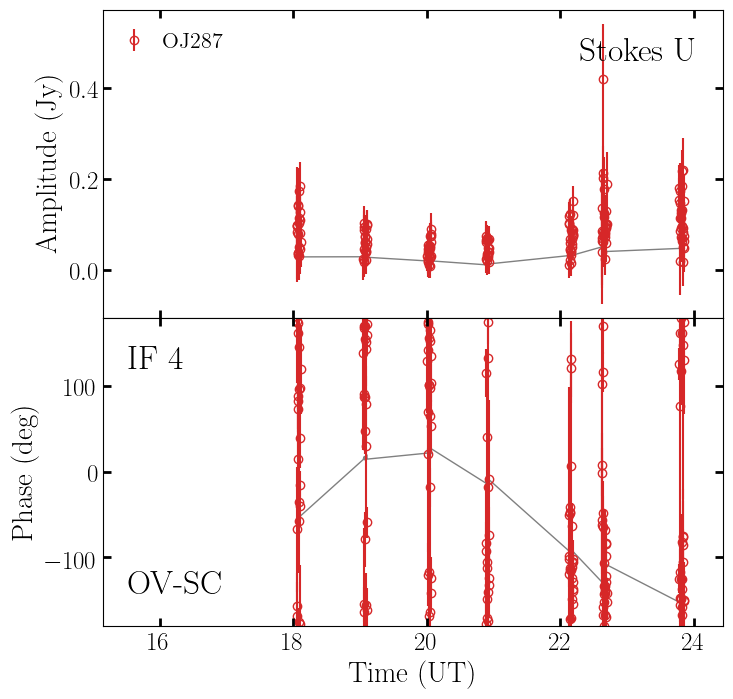 OJ287
Stokes U
0.4
0.2
0.0
Amplitude (Jy)
IF 4
100
0
−100
Phase (deg)
OV-SC
16 18 20 22 24
Time (UT)